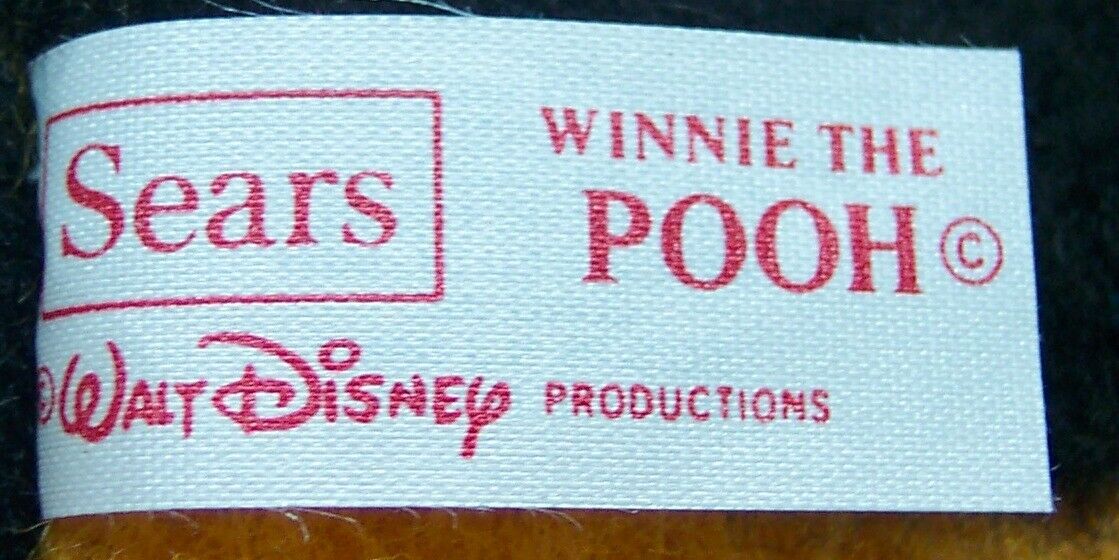 Sears
WINNIE THE
POOH ©
© WALT DISNEY PRODUCTIONS